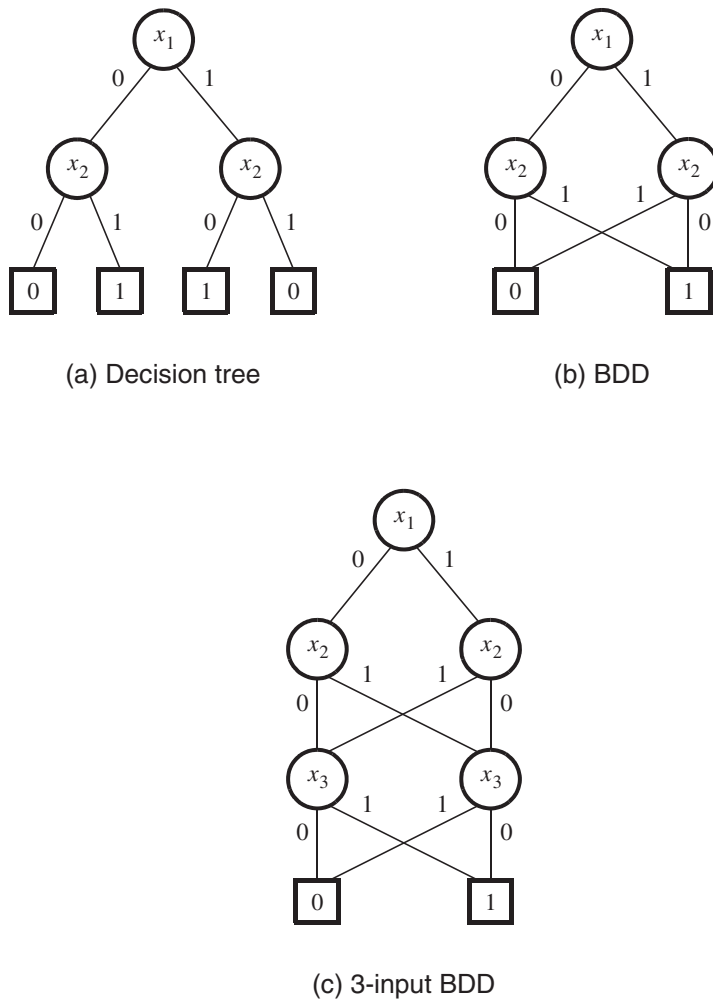 x1 x1
0 1 0 1
x2 x2 x2 x2
0 1 0 1 0 1 1 0
0 1 1 0 0 1
(a) Decision tree (b) BDD
x1
0 1
x2 x2
0 1 1 0
x3 x3
0 1 1 0
0 1
(c) 3-input BDD